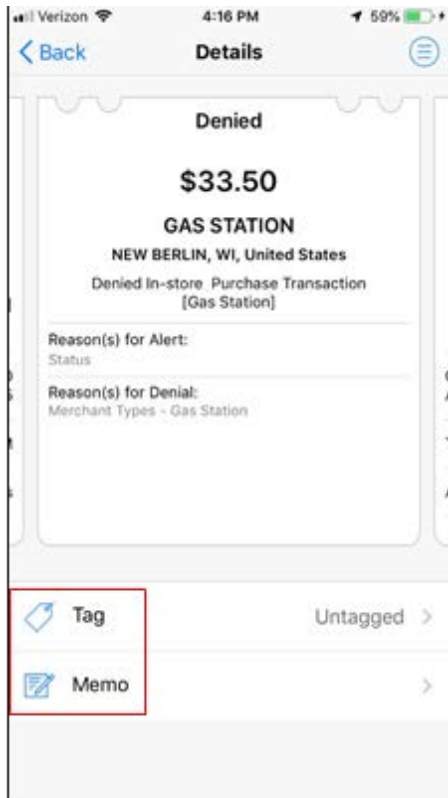 Verizon 4:16 PM 59%
Back Details
Denied
$33.50
GAS STATION
NEW BERLIN, WI, United States
Denied In-store Purchase Transaction
[Gas Station]
Reason(s) for Alert:
Status
Reason(s) for Denial:
Merchant Types - Gas Station
Tag Untagged
Memo